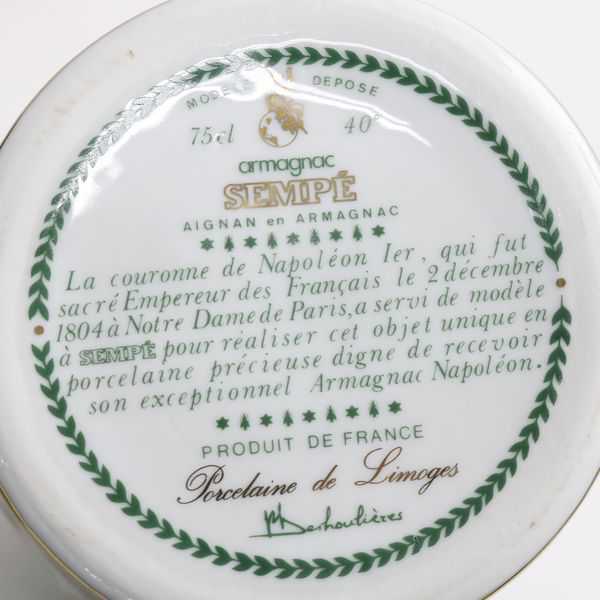 MODELE DEPOSE
75cl 40°
armagnac
SEMPÉ
AIGNAN en ARMAGNAC
La couronne de Napoléon Ier, qui fut
sacré Empereur des Français le 2 décembre
1804 à Notre Dame de Paris, a servi de modèle
à SEMPÉ pour réaliser cet objet unique en
porcelaine précieuse digne de recevoir
son exceptionnel Armagnac Napoléon.
PRODUIT DE FRANCE
Porcelaine de Limoges
MDeshoulières